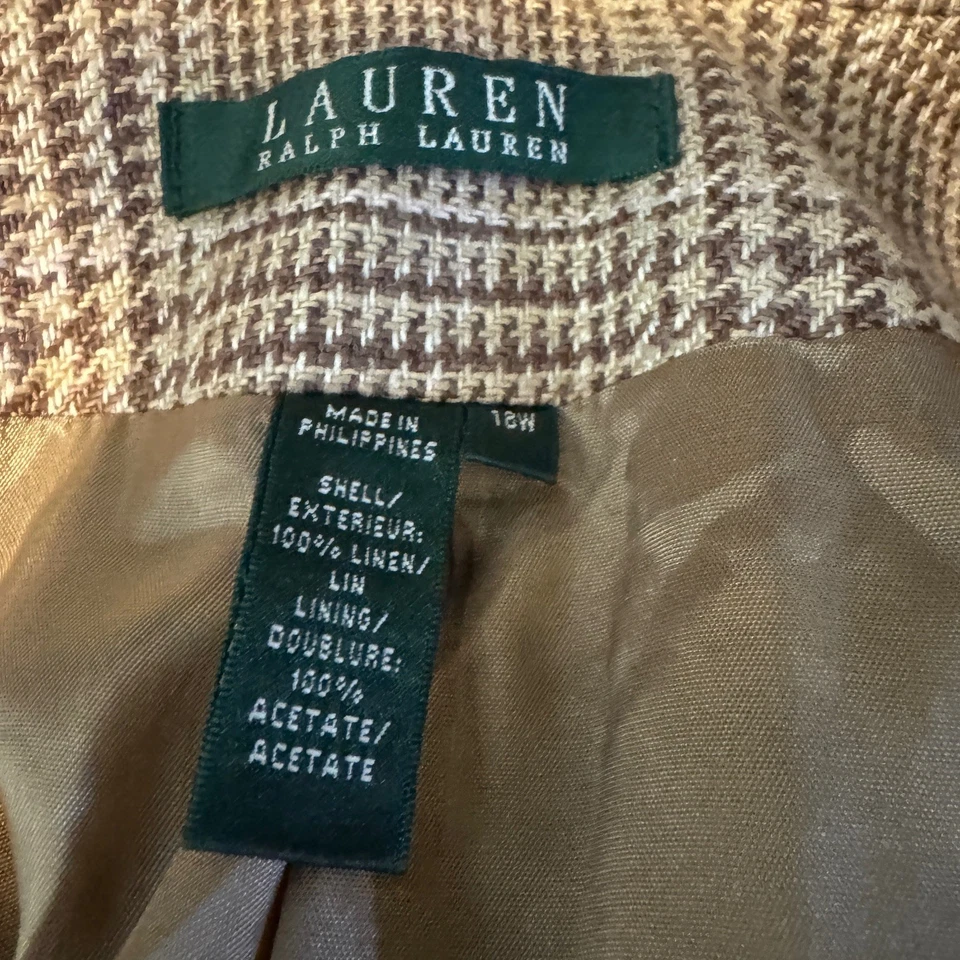 LAUREN
RALPH LAUREN
MADE IN
PHILIPPINES
18W
SHELL/
EXTERIEUR:
100% LINEN/
LIN
LINING/
DOUBLURE:
100%
ACETATE/
ACETATE